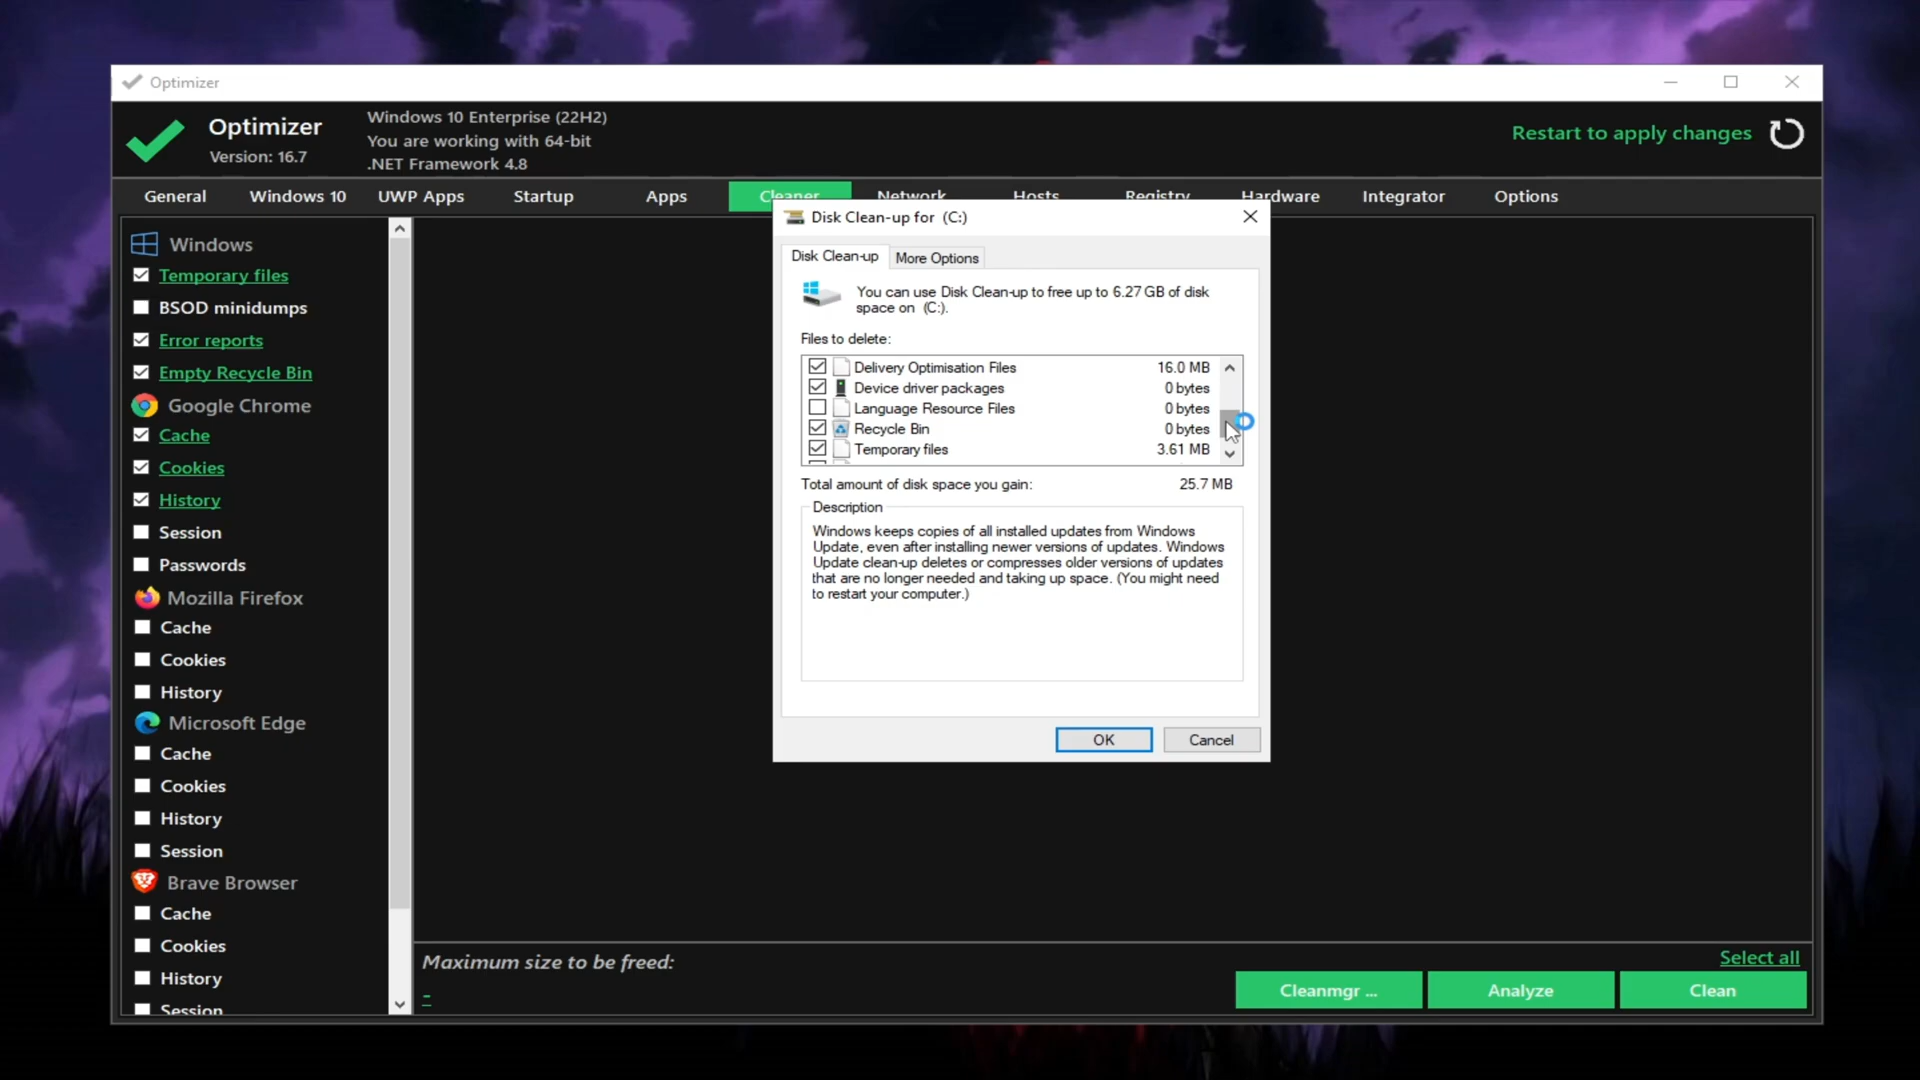 Optimizer
Optimizer
Version: 16.7
Windows 10 Enterprise (22H2)
You are working with 64-bit
.NET Framework 4.8
Restart to apply changes
General Windows 10 UWP Apps Startup Apps Cleaner Network Hosts Registry Hardware Integrator Options
Windows
Temporary files
BSOD minidumps
Error reports
Empty Recycle Bin
Google Chrome
Cache
Cookies
History
Session
Passwords
Mozilla Firefox
Cache
Cookies
History
Microsoft Edge
Cache
Cookies
History
Session
Brave Browser
Cache
Cookies
History
Session
Disk Clean-up for (C:)
Disk Clean-up More Options
You can use Disk Clean-up to free up to 6.27 GB of disk
space on (C:).
Files to delete:
Delivery Optimisation Files 16.0 MB
Device driver packages 0 bytes
Language Resource Files 0 bytes
Recycle Bin 0 bytes
Temporary files 3.61 MB
Total amount of disk space you gain: 25.7 MB
Description
Windows keeps copies of all installed updates from Windows
Update, even after installing newer versions of updates. Windows
Update clean-up deletes or compresses older versions of updates
that are no longer needed and taking up space. (You might need
to restart your computer.)
OK Cancel
Maximum size to be freed:
-
Select all
Cleanmgr ... Analyze Clean